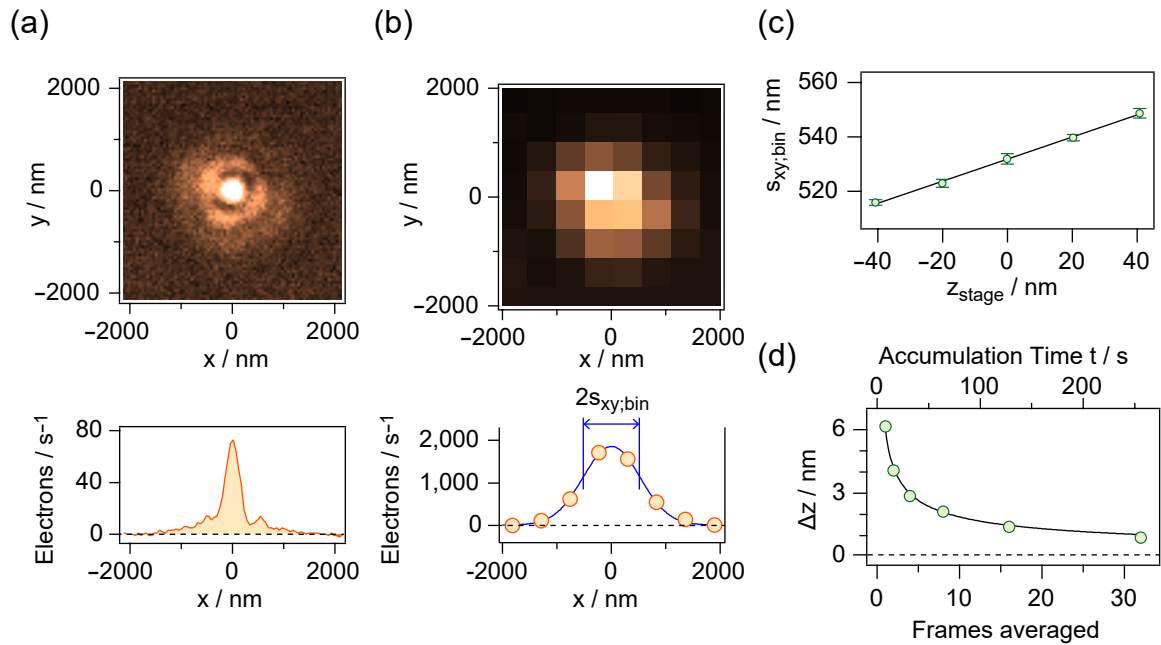 (a)
2000
0
−2000
y / nm
−2000
0
2000
x / nm
80
40
0
Electrons / s⁻¹
−2000
0
2000
x / nm
(b)
2000
0
−2000
y / nm
−2000
0
2000
x / nm
2s_xy;bin
2,000
1,000
0
Electrons / s⁻¹
−2000
0
2000
x / nm
(c)
560
540
520
s_xy;bin / nm
−40
−20
0
20
40
z_stage / nm
(d)
Accumulation Time t / s
0
100
200
6
3
0
Δz / nm
0
10
20
30
Frames averaged